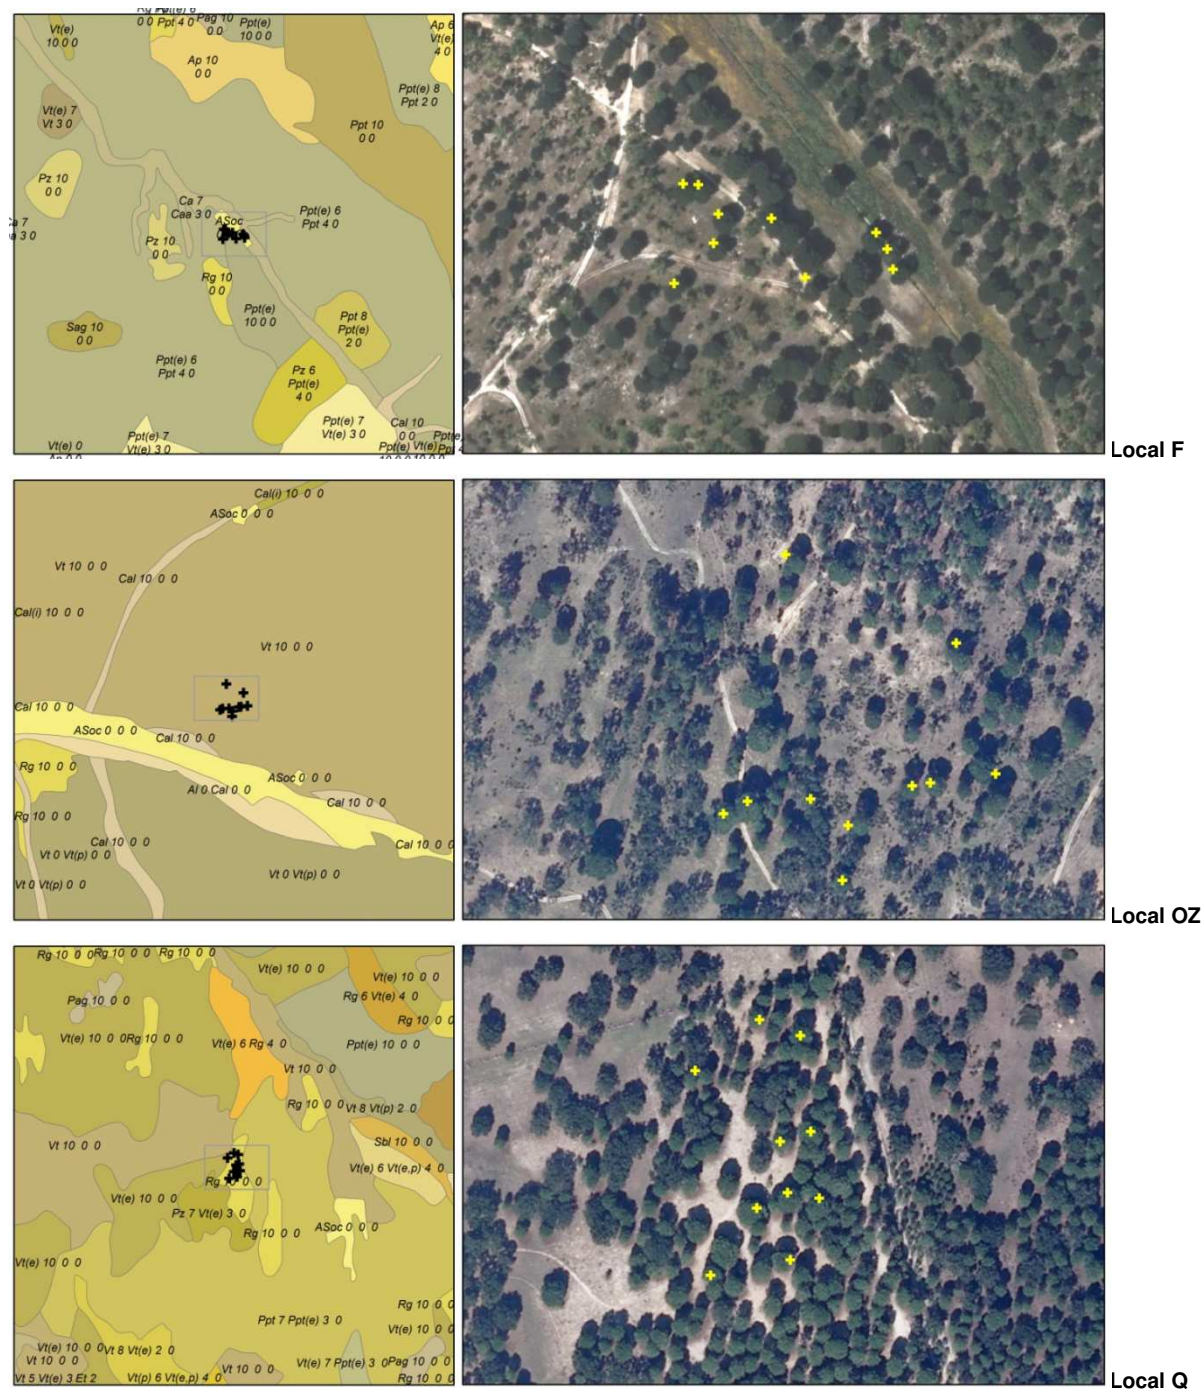 Rg Ppt(e) 6 Pag 10
0 0 Ppt 4 0 0 0
Ppt(e)
10 0 0
Vt(e)
10 0 0
Ap 6
Vt(e)
4 0
Ap 10
0 0
Ppt(e) 8
Ppt 2 0
Vt(e) 7
Vt 3 0
Ppt 10
0 0
Pz 10
0 0
Ca 7
Caa 3 0
ASoc
Ppt(e) 6
Ppt 4 0
a 7
a 3 0
Pz 10
0 0
Rg 10
0 0
Ppt(e)
10 0 0
Ppt 8
Ppt(e)
2 0
Sag 10
0 0
Ppt(e) 6
Ppt 4 0
Pz 6
Ppt(e)
4 0
Ppt(e) 7
Vt(e) 3 0
Cal 10
0 0
Vt(e) 0
Ppt(e) 7
Vt(e) 3 0
Ppt(e) Vt(e)
Local F
Cal(i) 10 0 0
ASoc 0 0 0
Vt 10 0 0
Cal 10 0 0
Cal(i) 10 0 0
Vt 10 0 0
Cal 10 0 0
ASoc 0 0 0
Cal 10 0 0
Rg 10 0 0
ASoc 0 0 0
Al 0 Cal 0 0
Cal 10 0 0
Rg 10 0 0
Cal 10 0 0
Cal 10 0 0
Vt 0 Vt(p) 0 0
Vt 0 Vt(p) 0 0
Vt 0 Vt(p) 0 0
Local OZ
Rg 10 0 0 Rg 10 0 0 Rg 10 0 0
Vt(e) 10 0 0
Vt(e) 10 0 0
Rg 6 Vt(e) 4 0
Pag 10 0 0
Rg 10 0 0
Vt(e) 10 0 0 Rg 10 0 0
Vt(e) 6 Rg 4 0
Ppt(e) 10 0 0
Vt 10 0 0
Rg 10 0 0 Vt 8 Vt(p) 2 0
Vt 10 0 0
Sbl 10 0 0
Vt(e) 6 Vt(e,p) 4 0
Rg 10 0 0
Vt(e) 10 0 0
Pz 7 Vt(e) 3 0
Rg 10 0 0
ASoc 0 0 0
Vt(e) 10 0 0
Rg 10 0 0
Ppt 7 Ppt(e) 3 0
Vt(e) 10 0 0
Vt(e) 10 0 0 Vt 8 Vt(e) 2 0
Vt 10 0 0
Vt 10 0 0
Vt(e) 7 Ppt(e) 3 0 Pag 10 0 0
Vt 5 Vt(e) 3 Et 2
Vt(p) 6 Vt(e,p) 4 0
Rg 10 0 0
Local Q